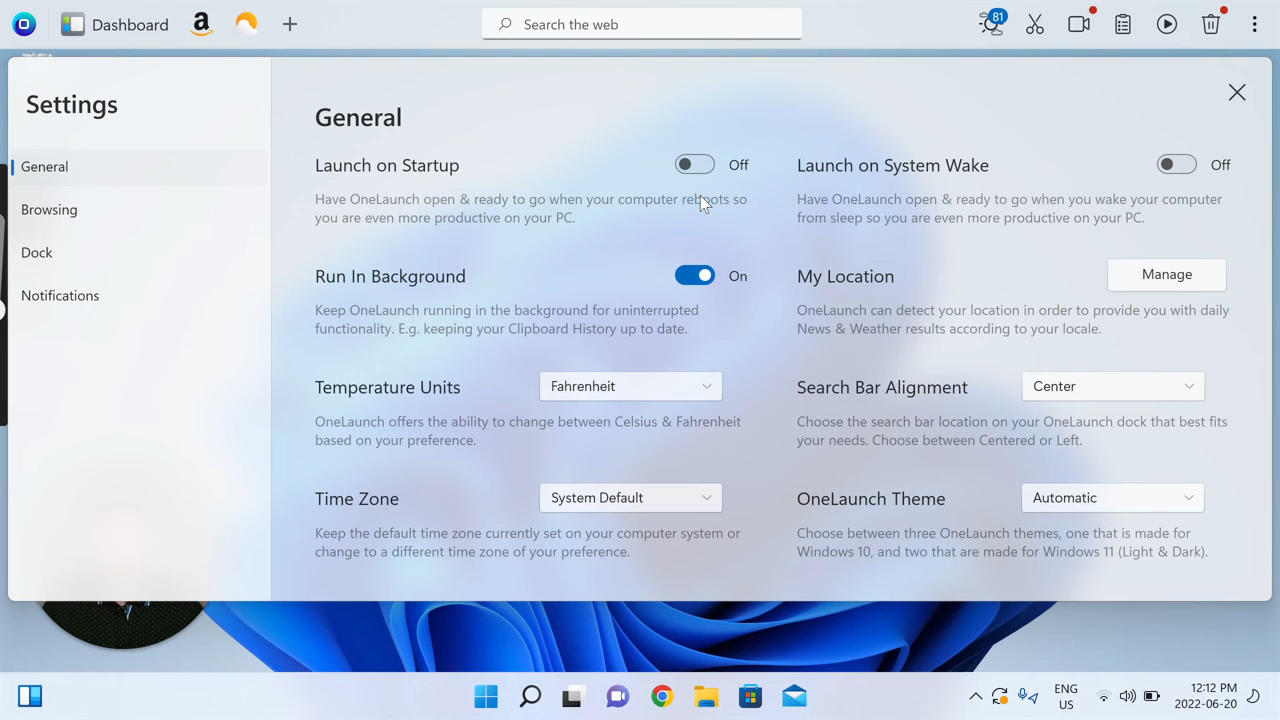 Dashboard
Search the web
81
Settings
General
Browsing
Dock
Notifications
General
Launch on Startup
Off
Have OneLaunch open & ready to go when your computer reboots so
you are even more productive on your PC.
Launch on System Wake
Off
Have OneLaunch open & ready to go when you wake your computer
from sleep so you are even more productive on your PC.
Run In Background
On
Keep OneLaunch running in the background for uninterrupted
functionality. E.g. keeping your Clipboard History up to date.
My Location
Manage
OneLaunch can detect your location in order to provide you with daily
News & Weather results according to your locale.
Temperature Units
Fahrenheit
OneLaunch offers the ability to change between Celsius & Fahrenheit
based on your preference.
Search Bar Alignment
Center
Choose the search bar location on your OneLaunch dock that best fits
your needs. Choose between Centered or Left.
Time Zone
System Default
Keep the default time zone currently set on your computer system or
change to a different time zone of your preference.
OneLaunch Theme
Automatic
Choose between three OneLaunch themes, one that is made for
Windows 10, and two that are made for Windows 11 (Light & Dark).
ENG
US
12:12 PM
2022-06-20